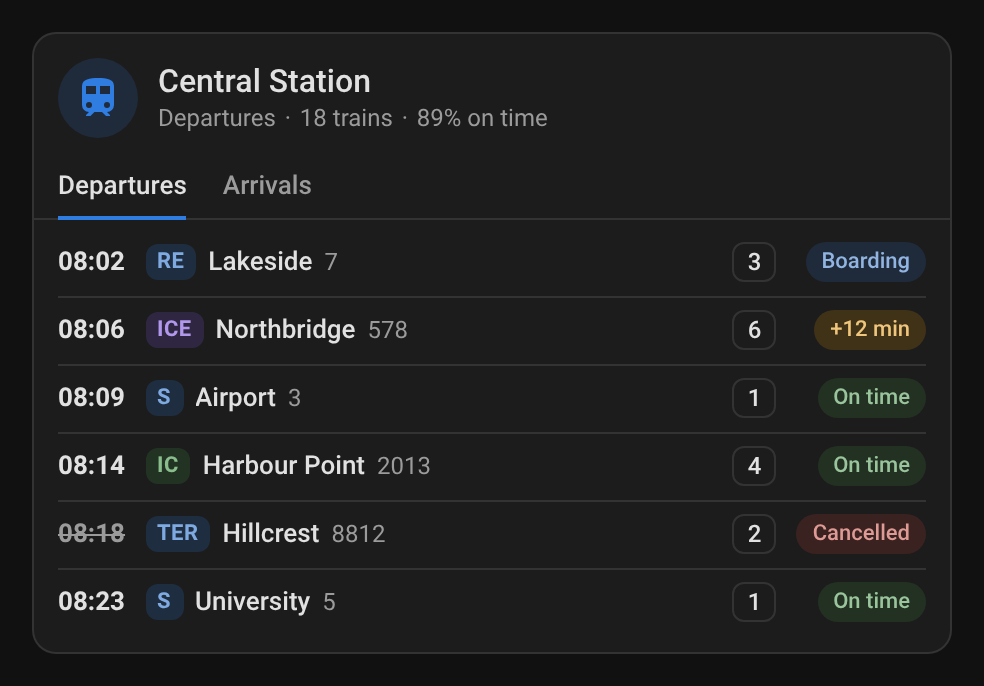 Central Station
Departures · 18 trains · 89% on time
Departures Arrivals
08:02 RE Lakeside 7 3 Boarding
08:06 ICE Northbridge 578 6 +12 min
08:09 S Airport 3 1 On time
08:14 IC Harbour Point 2013 4 On time
08:18 TER Hillcrest 8812 2 Cancelled
08:23 S University 5 1 On time